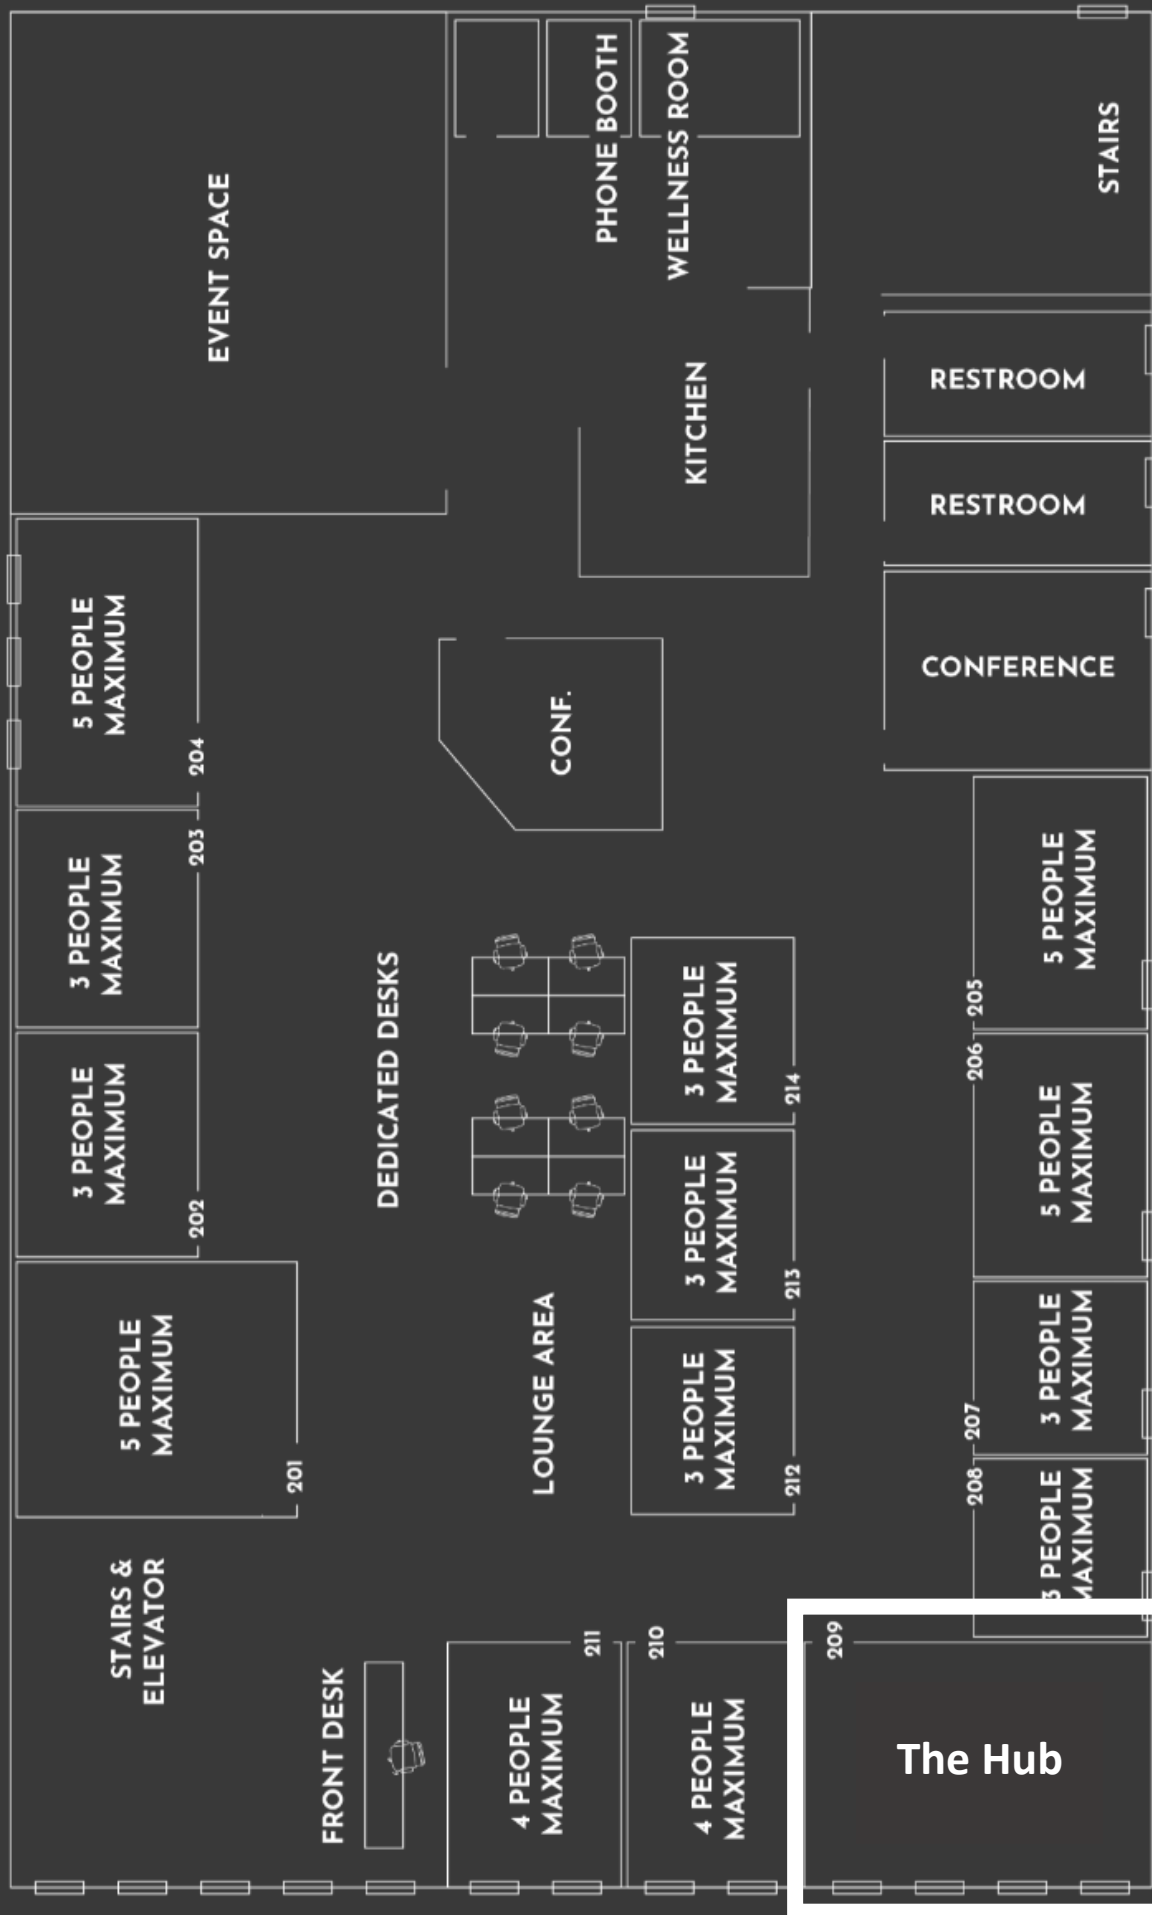 EVENT SPACE
PHONE BOOTH
WELLNESS ROOM
STAIRS
KITCHEN
RESTROOM
RESTROOM
CONFERENCE
5 PEOPLE
MAXIMUM
204
CONF.
203
3 PEOPLE
MAXIMUM
5 PEOPLE
MAXIMUM
205
DEDICATED DESKS
3 PEOPLE
MAXIMUM
214
206
5 PEOPLE
MAXIMUM
3 PEOPLE
MAXIMUM
202
3 PEOPLE
MAXIMUM
213
5 PEOPLE
MAXIMUM
201
LOUNGE AREA
3 PEOPLE
MAXIMUM
212
3 PEOPLE
MAXIMUM
207
208
3 PEOPLE
MAXIMUM
STAIRS &
ELEVATOR
FRONT DESK
211
4 PEOPLE
MAXIMUM
210
4 PEOPLE
MAXIMUM
209
The Hub